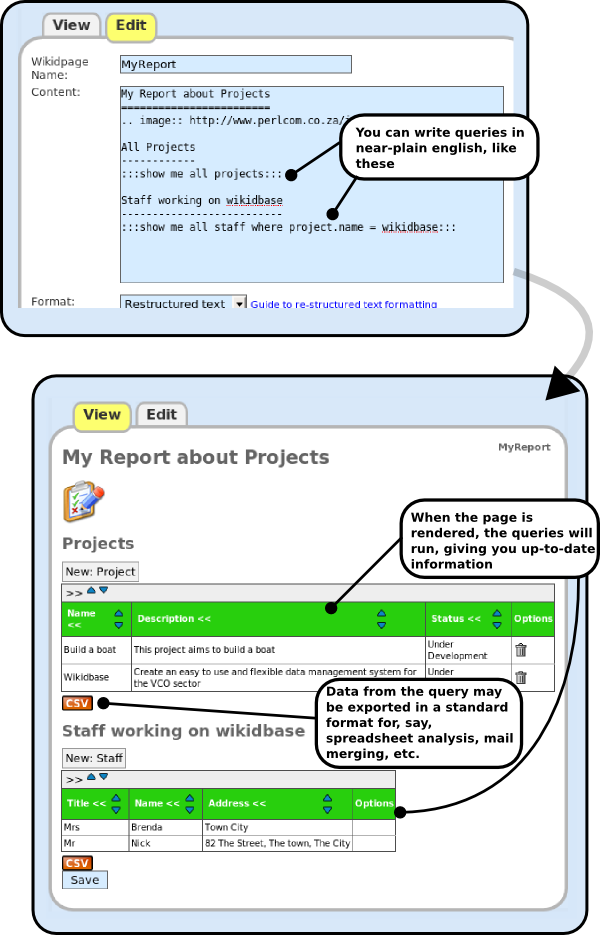 View Edit
Wikidpage
Name:
MyReport
Content:
My Report about Projects
========================
.. image:: http://www.perlcom.co.za/
All Projects
------------
:::show me all projects:::
Staff working on wikidbase
--------------------------
:::show me all staff where project.name = wikidbase:::
You can write queries in
near-plain english, like
these
Format:
Restructured text
Guide to re-structured text formatting
View Edit
MyReport
My Report about Projects
When the page is
rendered, the queries will
run, giving you up-to-date
information
Projects
New: Project
>>
Name
<<
Description <<
Status <<
Options
Build a boat
This project aims to build a boat
Under
Development
Wikidbase
Create an easy to use and flexible data management system for
the VCO sector
Under
CSV
Data from the query may
be exported in a standard
format for, say,
spreadsheet analysis, mail
merging, etc.
Staff working on wikidbase
New: Staff
>>
Title << Name << Address << Options
Mrs Brenda Town City
Mr Nick 82 The Street, The town, The City
CSV
Save